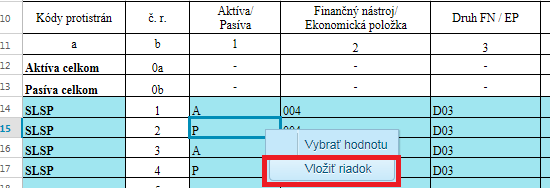 10 Kódy protistrán č. r. Aktíva/ Pasíva Finančný nástroj/ Ekonomická položka Druh FN / EP
11 a b 1 2 3
12 Aktíva celkom 0a - - -
13 Pasíva celkom 0b - - -
14 SLSP 1 A 004 D03
15 SLSP 2 P 004 D03
Vybrať hodnotu
16 SLSP 3 A D03
Vložiť riadok
17 SLSP 4 P D03